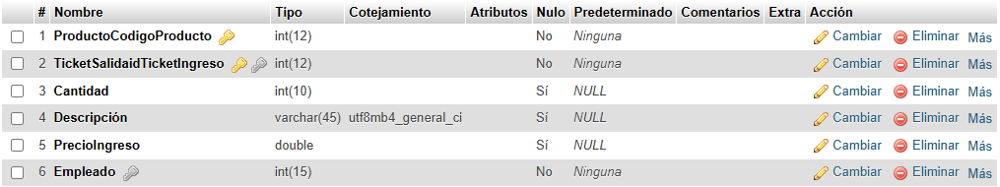 # Nombre Tipo Cotejamiento Atributos Nulo Predeterminado Comentarios Extra Acción
1 ProductoCodigoProducto int(12) No Ninguna Cambiar Eliminar Más
2 TicketSalidaidTicketIngreso int(12) No Ninguna Cambiar Eliminar Más
3 Cantidad int(10) Sí NULL Cambiar Eliminar Más
4 Descripción varchar(45) utf8mb4_general_ci Sí NULL Cambiar Eliminar Más
5 PrecioIngreso double Sí NULL Cambiar Eliminar Más
6 Empleado int(15) No Ninguna Cambiar Eliminar Más